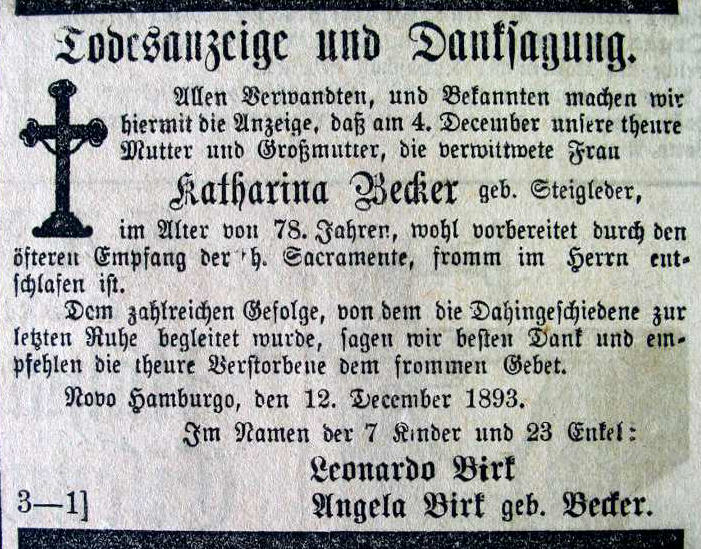 Todesanzeige und Danksagung.
Allen Verwandten, und Bekannten machen wir
hiermit die Anzeige, daß am 4. December unsere theure
Mutter und Großmutter, die verwittwete Frau
Katharina Becker geb. Steigleder,
im Alter von 78. Jahren, wohl vorbereitet durch den
öfteren Empfang der h. Sacramente, fromm im Herrn ent-
schlafen ist.
Dem zahlreichen Gefolge, von dem die Dahingeschiedene zur
letzten Ruhe begleitet wurde, sagen wir besten Dank und em-
pfehlen die theure Verstorbene dem frommen Gebet.
Novo Hamburgo, den 12. December 1893.
Im Namen der 7 Kinder und 23 Enkel:
Leonardo Birk
3—1] Angela Birk geb. Becker.